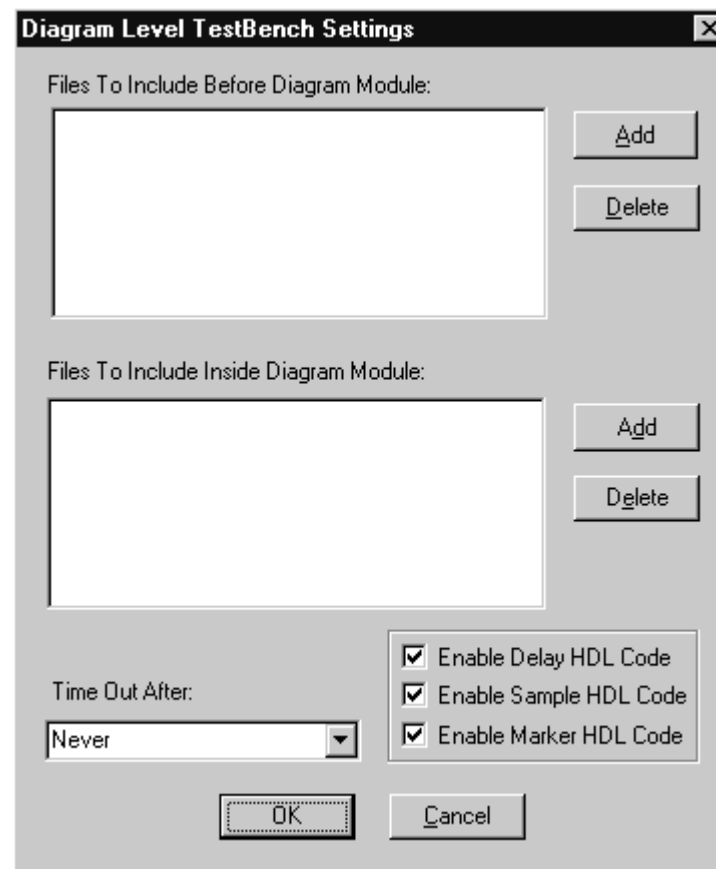 Diagram Level TestBench Settings
Files To Include Before Diagram Module:
Add
Delete
Files To Include Inside Diagram Module:
Add
Delete
Time Out After:
Never
Enable Delay HDL Code
Enable Sample HDL Code
Enable Marker HDL Code
OK
Cancel